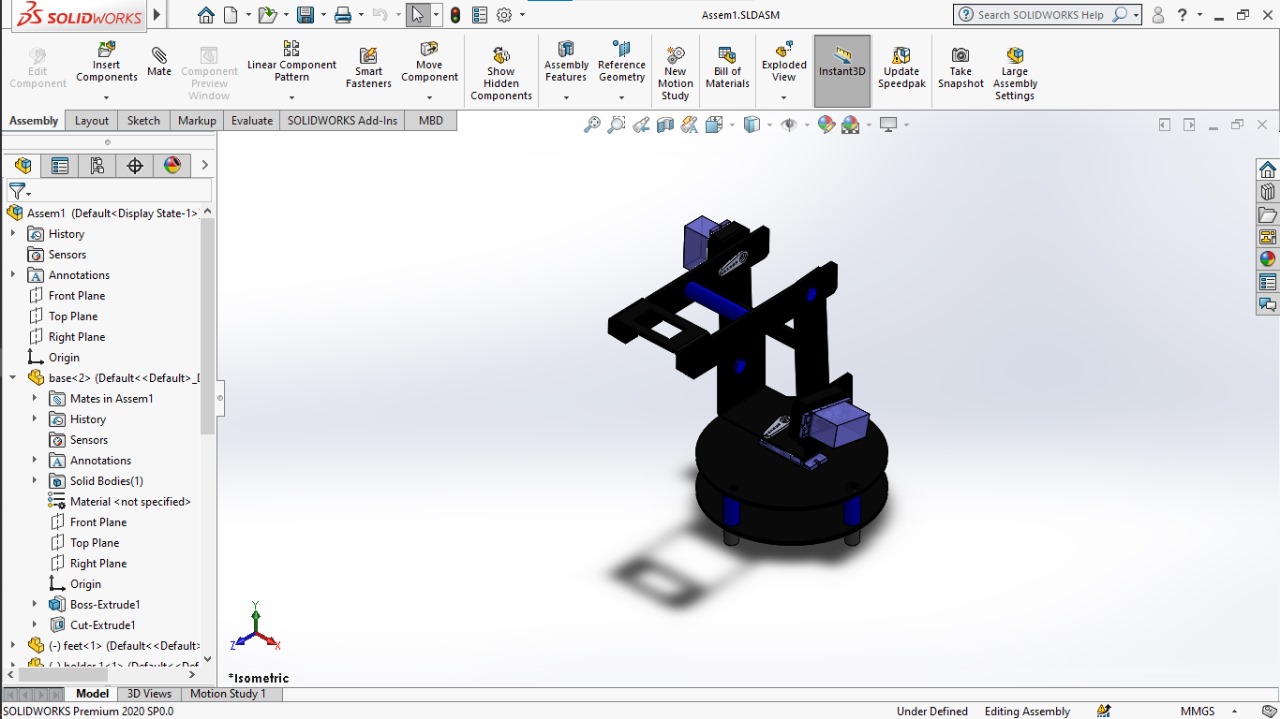 SOLIDWORKS
Assem1.SLDASM
Search SOLIDWORKS Help
?
Edit Component
Insert Components
Mate
Component Preview Window
Linear Component Pattern
Smart Fasteners
Move Component
Show Hidden Components
Assembly Features
Reference Geometry
New Motion Study
Bill of Materials
Exploded View
Instant3D
Update Speedpak
Take Snapshot
Large Assembly Settings
Assembly
Layout
Sketch
Markup
Evaluate
SOLIDWORKS Add-Ins
MBD
Assem1 (Default<Display State-1>
History
Sensors
Annotations
Front Plane
Top Plane
Right Plane
Origin
base<2> (Default<<Default>_D
Mates in Assem1
History
Sensors
Annotations
Solid Bodies(1)
Material <not specified>
Front Plane
Top Plane
Right Plane
Origin
Boss-Extrude1
Cut-Extrude1
(-) feet<1> (Default<<Default>
(-) holder 1<1> (Default<<Def
Y
Z
X
*Isometric
Model
3D Views
Motion Study 1
SOLIDWORKS Premium 2020 SP0.0
Under Defined
Editing Assembly
MMGS